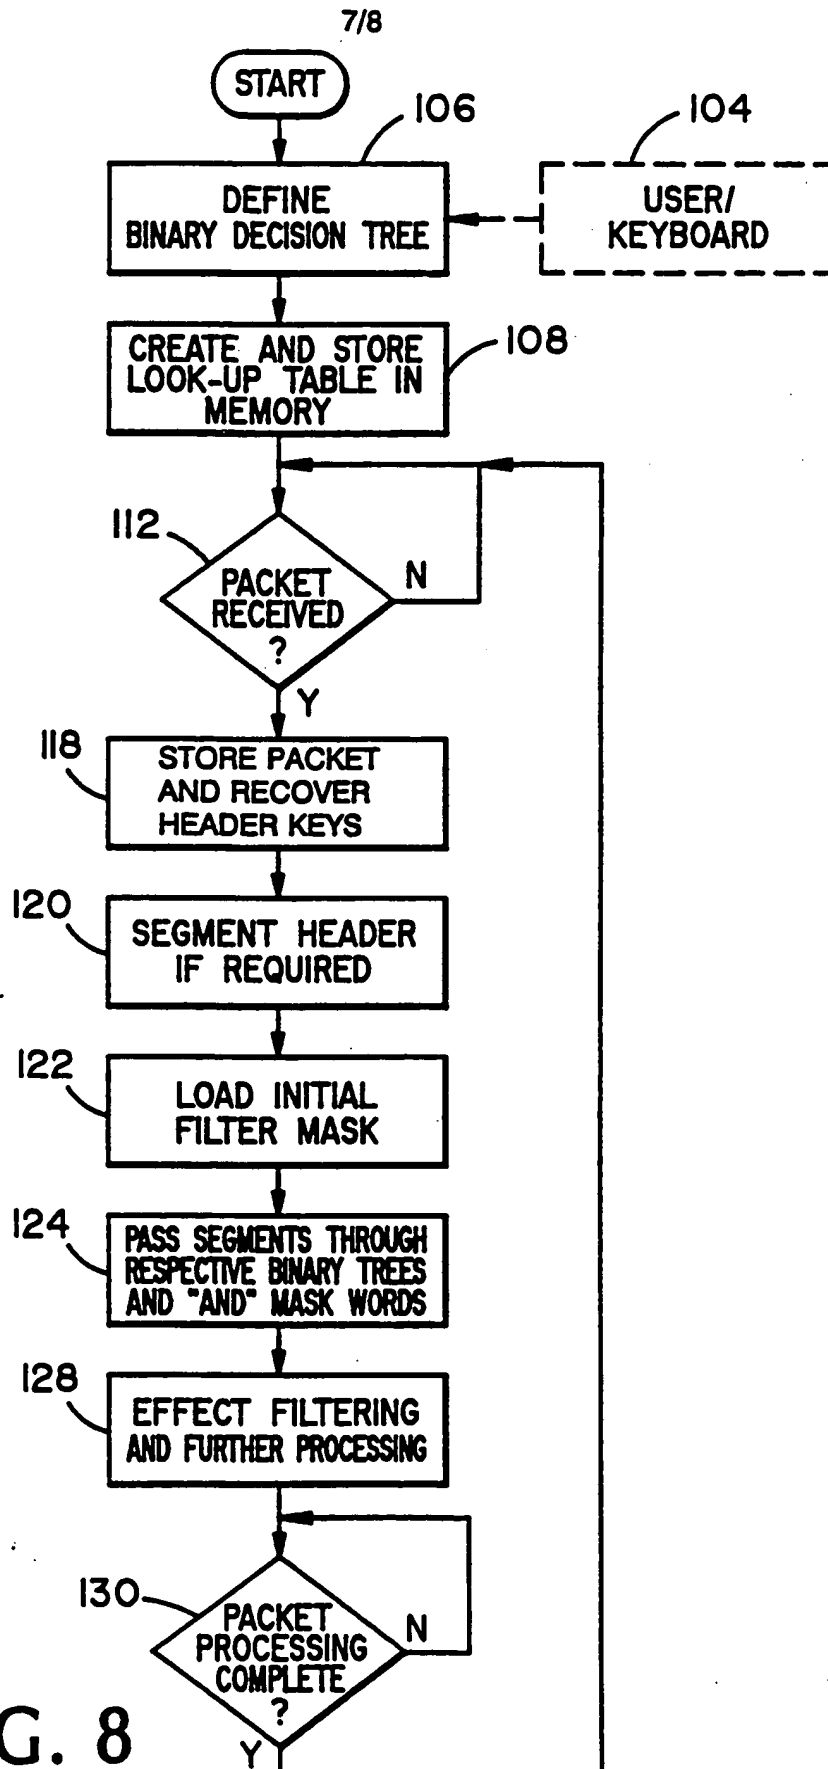 7/8
START
106
104
DEFINE
BINARY DECISION TREE
USER/
KEYBOARD
CREATE AND STORE
LOOK-UP TABLE IN
MEMORY
108
112
PACKET
RECEIVED
?
N
Y
118
STORE PACKET
AND RECOVER
HEADER KEYS
120
SEGMENT HEADER
IF REQUIRED
122
LOAD INITIAL
FILTER MASK
124
PASS SEGMENTS THROUGH
RESPECTIVE BINARY TREES
AND "AND" MASK WORDS
128
EFFECT FILTERING
AND FURTHER PROCESSING
130
PACKET
PROCESSING
COMPLETE
?
N
Y
G. 8